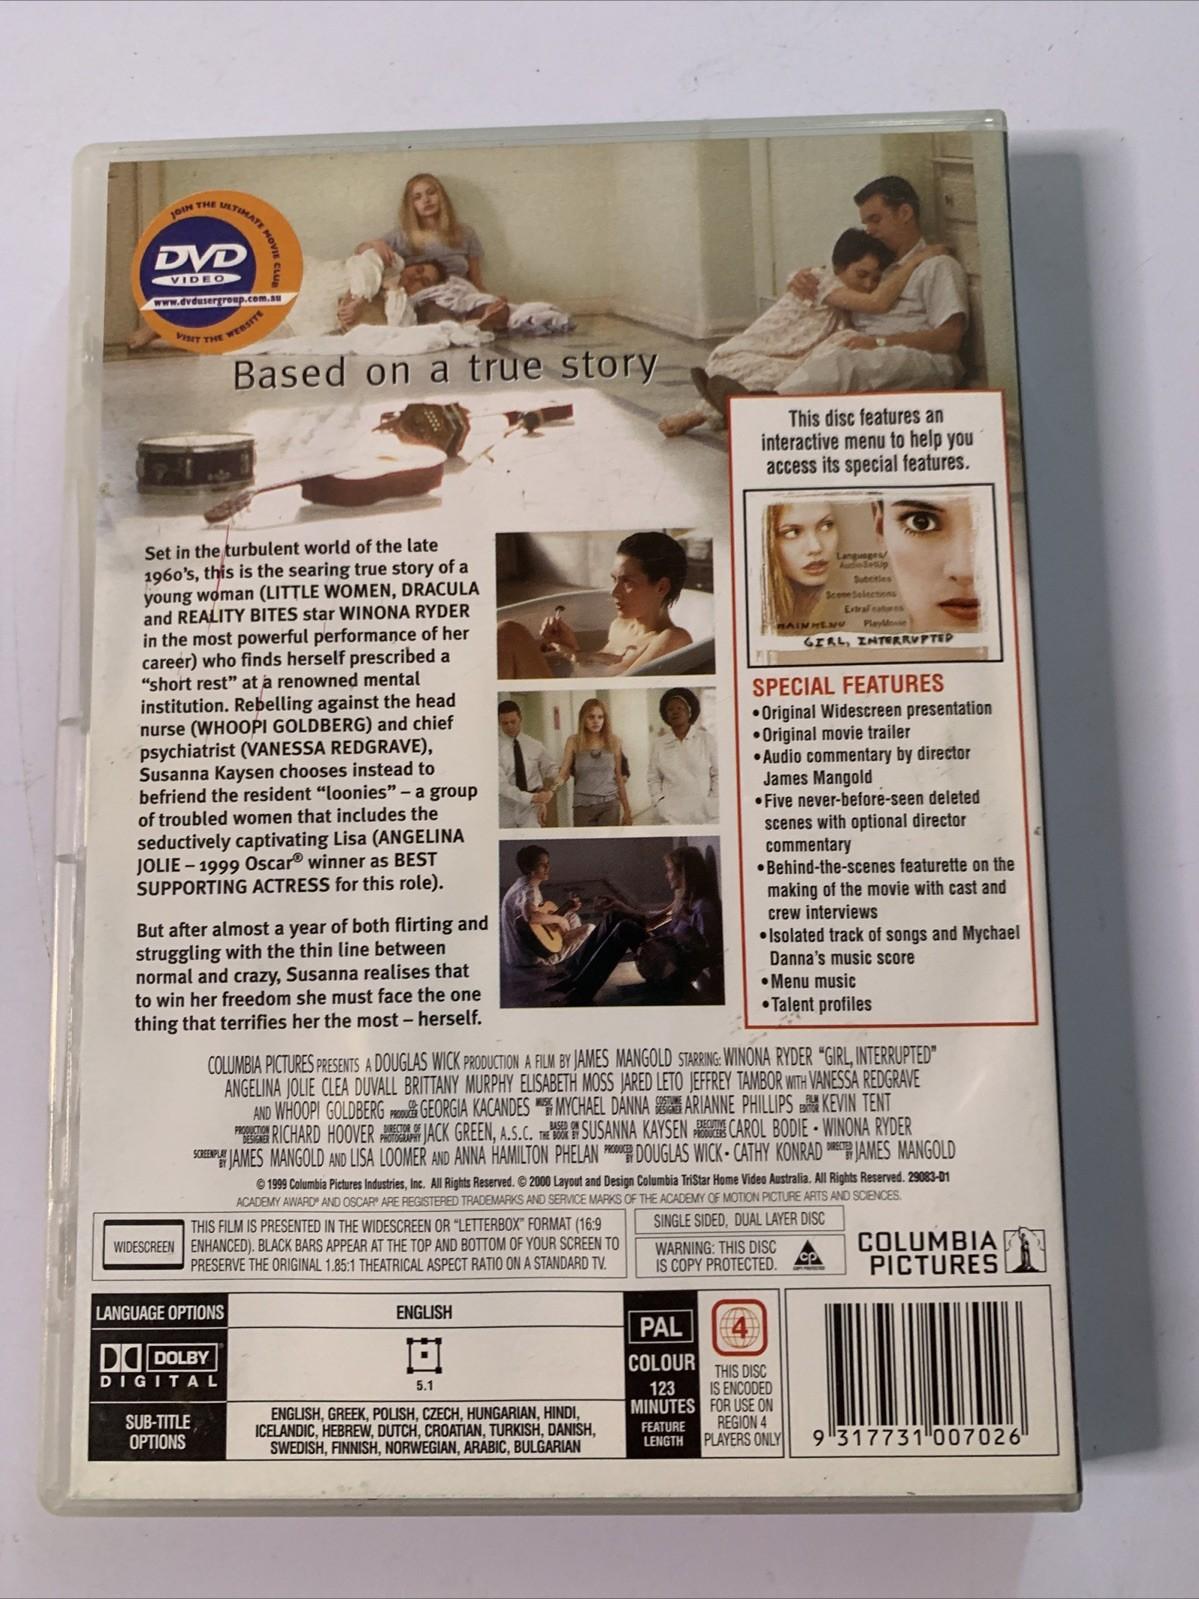 JOIN THE ULTIMATE MOVIE CLUB
DVD
VIDEO
www.dvdusergroup.com.au
VISIT THE WEBSITE
Based on a true story
This disc features an
interactive menu to help you
access its special features.
Languages/
Audio SetUp
Subtitles
Scene Selections
Extra Features
MAIN MENU PlayMovie
GIRL, INTERRUPTED
Set in the turbulent world of the late
1960's, this is the searing true story of a
young woman (LITTLE WOMEN, DRACULA
and REALITY BITES star WINONA RYDER
in the most powerful performance of her
career) who finds herself prescribed a
“short rest” at a renowned mental
institution. Rebelling against the head
nurse (WHOOPI GOLDBERG) and chief
psychiatrist (VANESSA REDGRAVE),
Susanna Kaysen chooses instead to
befriend the resident “loonies” – a group
of troubled women that includes the
seductively captivating Lisa (ANGELINA
JOLIE – 1999 Oscar® winner as BEST
SUPPORTING ACTRESS for this role).
But after almost a year of both flirting and
struggling with the thin line between
normal and crazy, Susanna realises that
to win her freedom she must face the one
thing that terrifies her the most – herself.
SPECIAL FEATURES
• Original Widescreen presentation
• Original movie trailer
• Audio commentary by director
James Mangold
• Five never-before-seen deleted
scenes with optional director
commentary
• Behind-the-scenes featurette on the
making of the movie with cast and
crew interviews
• Isolated track of songs and Mychael
Danna's music score
• Menu music
• Talent profiles
COLUMBIA PICTURES PRESENTS A DOUGLAS WICK PRODUCTION A FILM BY JAMES MANGOLD STARRING: WINONA RYDER “GIRL, INTERRUPTED”
ANGELINA JOLIE CLEA DUVALL BRITTANY MURPHY ELISABETH MOSS JARED LETO JEFFREY TAMBOR WITH VANESSA REDGRAVE
AND WHOOPI GOLDBERG CO-PRODUCER GEORGIA KACANDES MUSIC BY MYCHAEL DANNA COSTUME DESIGNER ARIANNE PHILLIPS FILM EDITOR KEVIN TENT
PRODUCTION DESIGNER RICHARD HOOVER DIRECTOR OF PHOTOGRAPHY JACK GREEN, A.S.C. BASED ON THE BOOK BY SUSANNA KAYSEN EXECUTIVE PRODUCERS CAROL BODIE • WINONA RYDER
SCREENPLAY BY JAMES MANGOLD AND LISA LOOMER AND ANNA HAMILTON PHELAN PRODUCED BY DOUGLAS WICK • CATHY KONRAD DIRECTED BY JAMES MANGOLD
© 1999 Columbia Pictures Industries, Inc. All Rights Reserved. © 2000 Layout and Design Columbia TriStar Home Video Australia. All Rights Reserved. 29083-D1
ACADEMY AWARD® AND OSCAR® ARE REGISTERED TRADEMARKS AND SERVICE MARKS OF THE ACADEMY OF MOTION PICTURE ARTS AND SCIENCES.
WIDESCREEN
THIS FILM IS PRESENTED IN THE WIDESCREEN OR “LETTERBOX” FORMAT (16:9
ENHANCED). BLACK BARS APPEAR AT THE TOP AND BOTTOM OF YOUR SCREEN TO
PRESERVE THE ORIGINAL 1.85:1 THEATRICAL ASPECT RATIO ON A STANDARD TV.
SINGLE SIDED, DUAL LAYER DISC
WARNING: THIS DISC
IS COPY PROTECTED.
CP
COPY PROTECTED
COLUMBIA
PICTURES
LANGUAGE OPTIONS
ENGLISH
DOLBY
DIGITAL
5.1
SUB-TITLE
OPTIONS
ENGLISH, GREEK, POLISH, CZECH, HUNGARIAN, HINDI,
ICELANDIC, HEBREW, DUTCH, CROATIAN, TURKISH, DANISH,
SWEDISH, FINNISH, NORWEGIAN, ARABIC, BULGARIAN
PAL
COLOUR
123
MINUTES
FEATURE
LENGTH
4
THIS DISC
IS ENCODED
FOR USE ON
REGION 4
PLAYERS ONLY
9 317731 007026